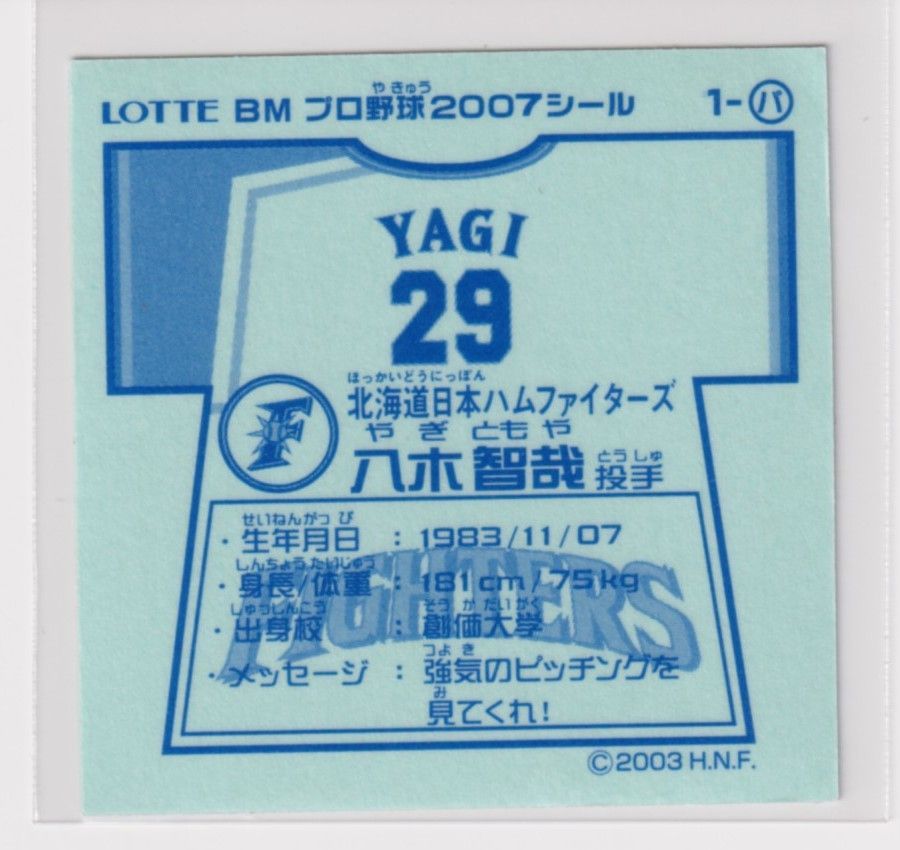 やきゅう
LOTTE BM プロ野球2007シール 1-パ
YAGI
29
ほっかいどうにっぽん
北海道日本ハムファイターズ
F
やぎ ともや とうしゅ
八木 智哉 投手
せいねんがっぴ
・生年月日 : 1983/11/07
しんちょう たいじゅう
・身長/体重 : 181cm/75kg
しゅっしんこう そうかだいがく
・出身校 : 創価大学
FIGHTERS
つよき
・メッセージ : 強気のピッチングを
み
見てくれ!
©2003 H.N.F.